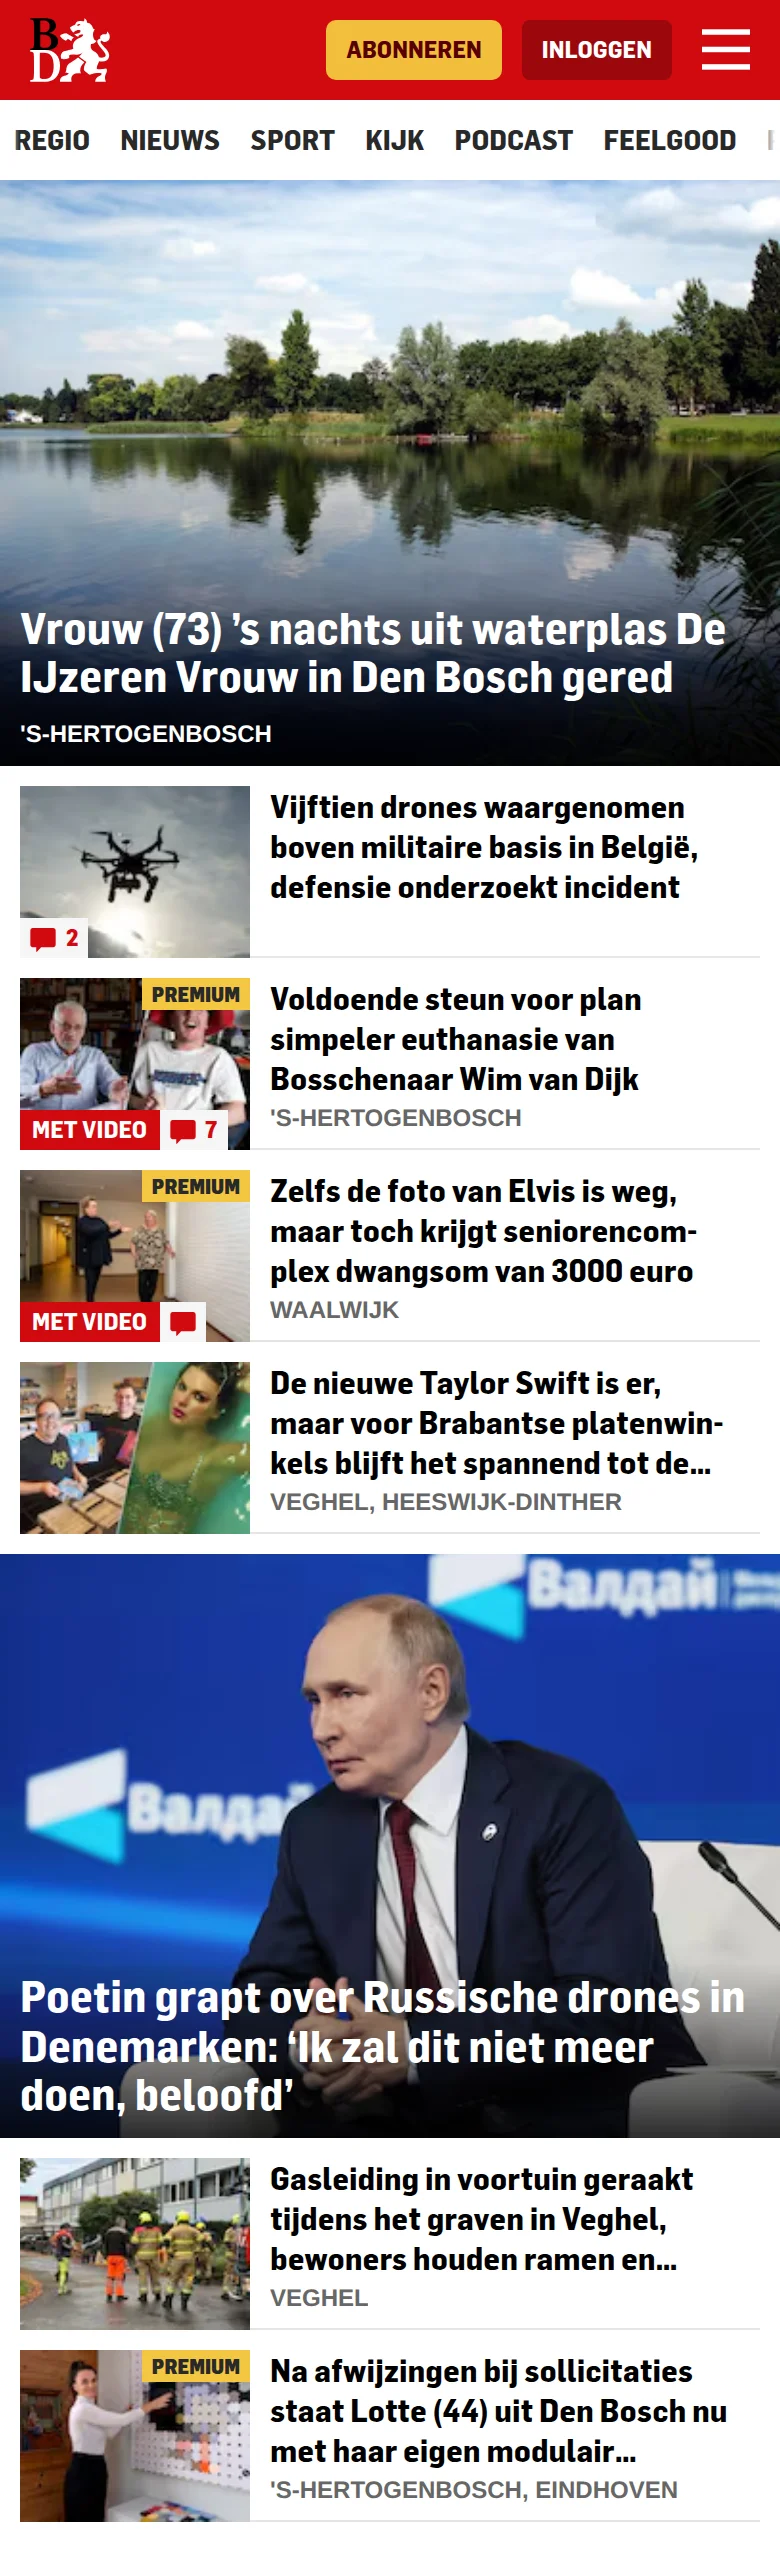 B
D
ABONNEREN
INLOGGEN
REGIO NIEUWS SPORT KIJK PODCAST FEELGOOD
Vrouw (73) ’s nachts uit waterplas De
IJzeren Vrouw in Den Bosch gered
'S-HERTOGENBOSCH
Vijftien drones waargenomen
boven militaire basis in België,
defensie onderzoekt incident
2
PREMIUM
MET VIDEO
7
Voldoende steun voor plan
simpeler euthanasie van
Bosschenaar Wim van Dijk
'S-HERTOGENBOSCH
PREMIUM
MET VIDEO
Zelfs de foto van Elvis is weg,
maar toch krijgt seniorencom-
plex dwangsom van 3000 euro
WAALWIJK
De nieuwe Taylor Swift is er,
maar voor Brabantse platenwin-
kels blijft het spannend tot de...
VEGHEL, HEESWIJK-DINTHER
Валдай
Валдай
Poetin grapt over Russische drones in
Denemarken: ‘Ik zal dit niet meer
doen, beloofd’
Gasleiding in voortuin geraakt
tijdens het graven in Veghel,
bewoners houden ramen en...
VEGHEL
PREMIUM
Na afwijzingen bij sollicitaties
staat Lotte (44) uit Den Bosch nu
met haar eigen modulair...
'S-HERTOGENBOSCH, EINDHOVEN